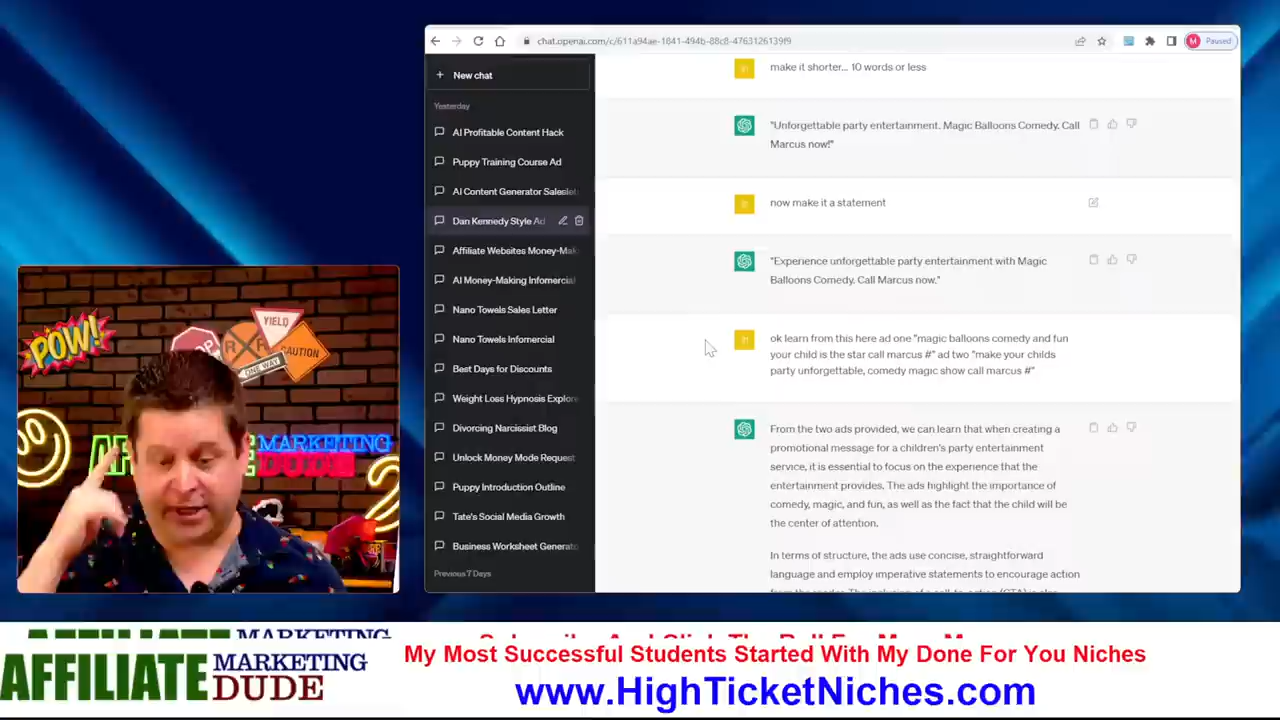 chat.openai.com/c/611a94ae-1841-494b-88c8-4763126139f9
M Paused
New chat
Yesterday
AI Profitable Content Hack
Puppy Training Course Ad
AI Content Generator Saleslet
Dan Kennedy Style Ad
Affiliate Websites Money-Mak
AI Money-Making Infomercial
Nano Towels Sales Letter
Nano Towels Infomercial
Best Days for Discounts
Weight Loss Hypnosis Explore
Divorcing Narcissist Blog
Unlock Money Mode Request
Puppy Introduction Outline
Tate's Social Media Growth
Business Worksheet Generato
Previous 7 Days
make it shorter... 10 words or less
"Unforgettable party entertainment. Magic Balloons Comedy. Call
Marcus now!"
now make it a statement
"Experience unforgettable party entertainment with Magic
Balloons Comedy. Call Marcus now."
ok learn from this here ad one "magic balloons comedy and fun
your child is the star call marcus #" ad two "make your childs
party unforgettable, comedy magic show call marcus #"
From the two ads provided, we can learn that when creating a
promotional message for a children's party entertainment
service, it is essential to focus on the experience that the
entertainment provides. The ads highlight the importance of
comedy, magic, and fun, as well as the fact that the child will be
the center of attention.
In terms of structure, the ads use concise, straightforward
language and employ imperative statements to encourage action
POW!
STOP
R R
YIELD
CAUTION
ONE WAY
MARKETING
AFFILIATE MARKETING
AFFILIATE MARKETING
DUDE
My Most Successful Students Started With My Done For You Niches
www.HighTicketNiches.com